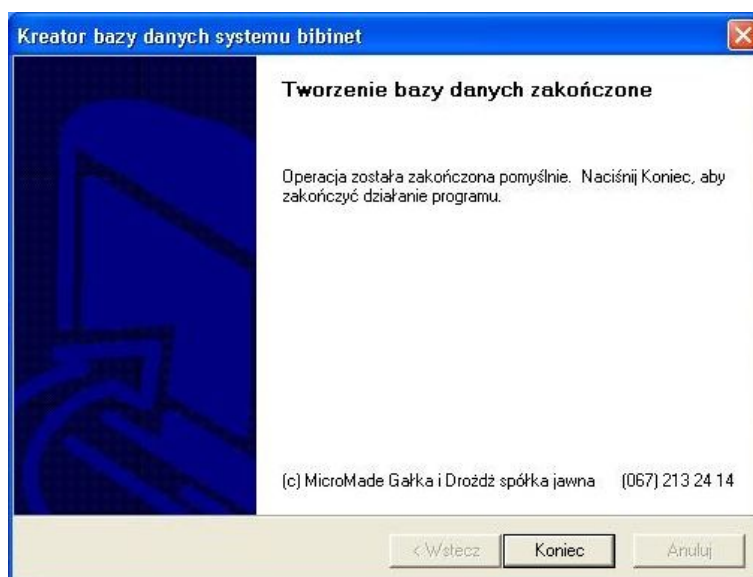 Kreator bazy danych systemu bibinet
Tworzenie bazy danych zakończone
Operacja została zakończona pomyślnie. Naciśnij Koniec, aby
zakończyć działanie programu.
(c) MicroMade Gałka i Drożdż spółka jawna (067) 213 24 14
< Wstecz Koniec Anuluj